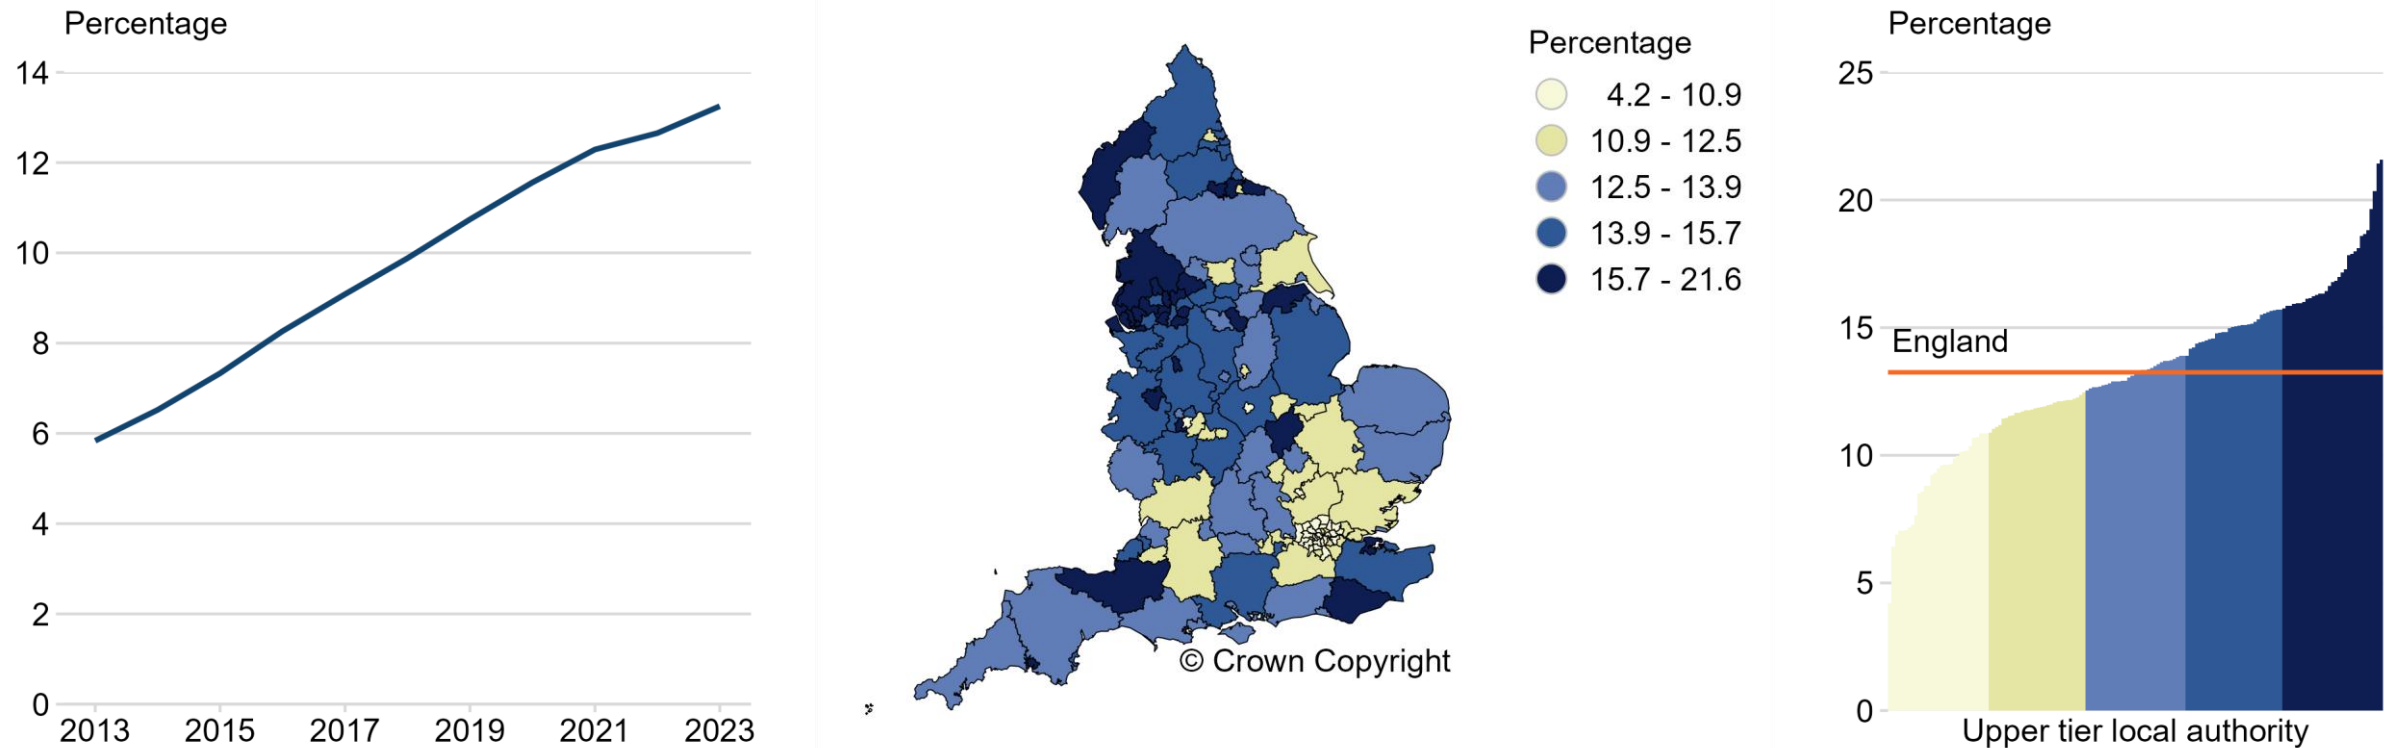 Percentage
14
12
10
8
6
4
2
0
2013 2015 2017 2019 2021 2023
© Crown Copyright
Percentage
4.2 - 10.9
10.9 - 12.5
12.5 - 13.9
13.9 - 15.7
15.7 - 21.6
Percentage
25
20
15
England
10
5
0
Upper tier local authority